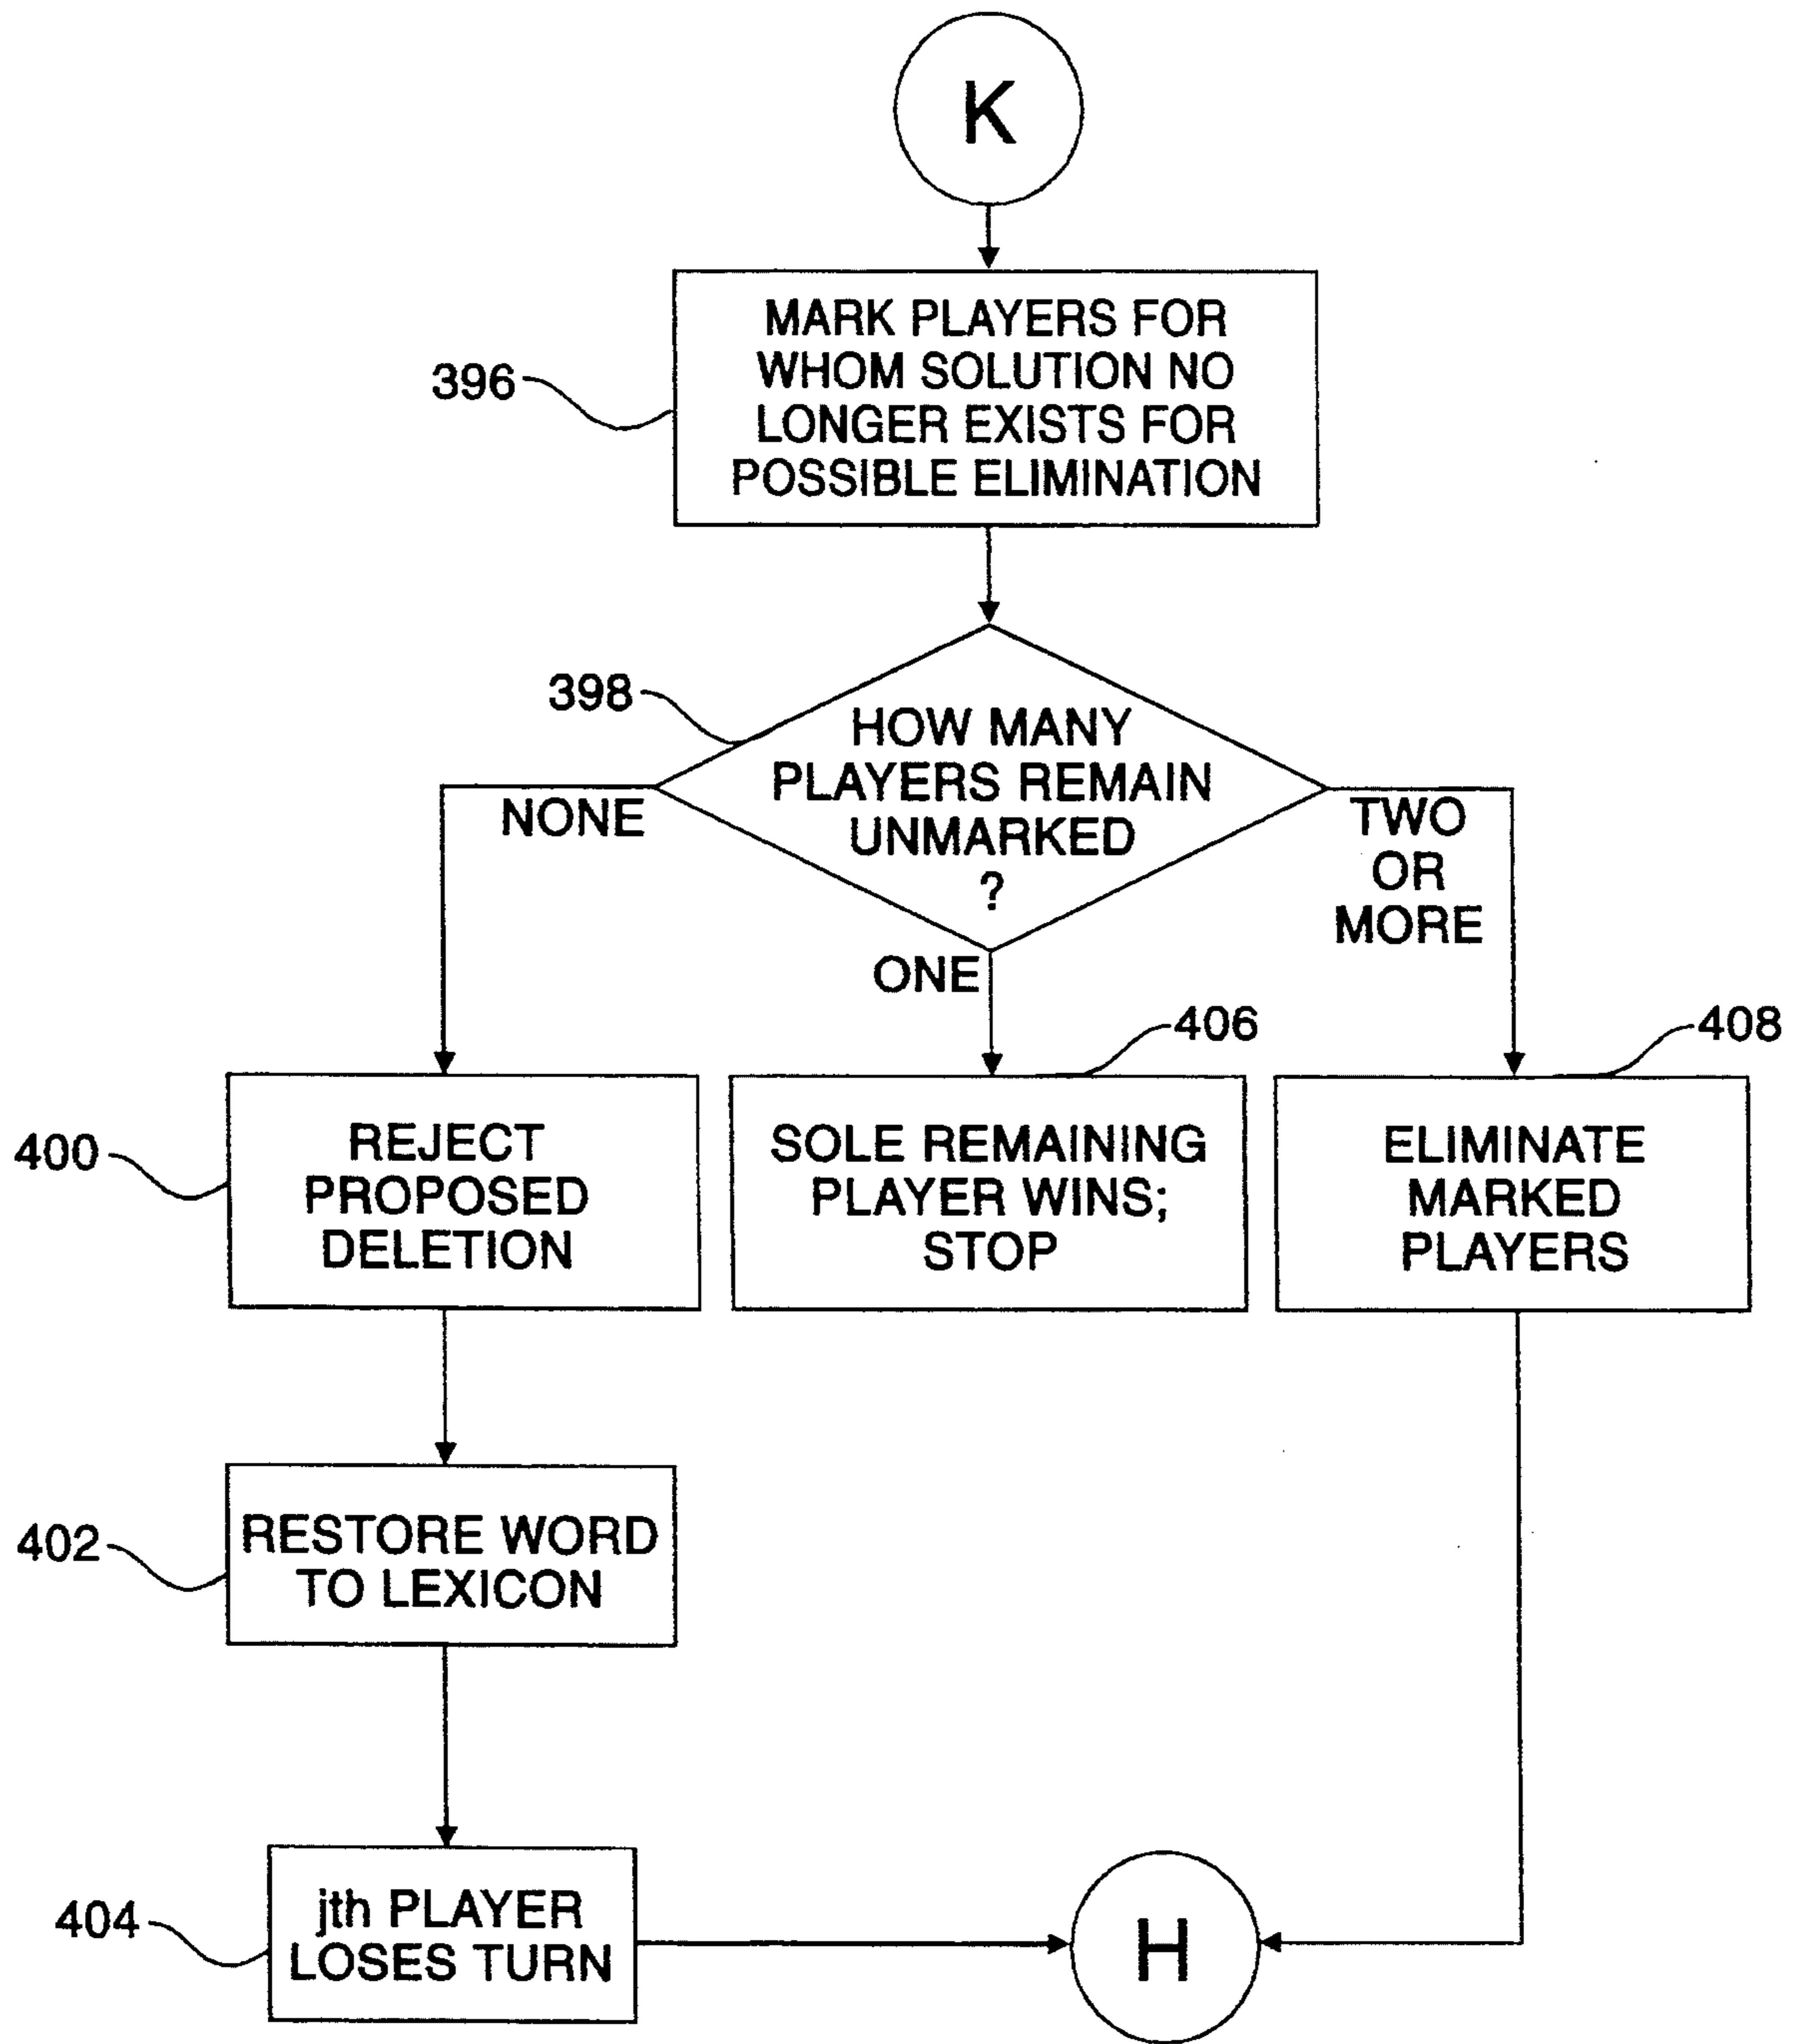 K
MARK PLAYERS FOR
WHOM SOLUTION NO
LONGER EXISTS FOR
POSSIBLE ELIMINATION
396
398
HOW MANY
PLAYERS REMAIN
UNMARKED
?
NONE
ONE
TWO
OR
MORE
400
REJECT
PROPOSED
DELETION
406
SOLE REMAINING
PLAYER WINS;
STOP
408
ELIMINATE
MARKED
PLAYERS
402
RESTORE WORD
TO LEXICON
404
jth PLAYER
LOSES TURN
H